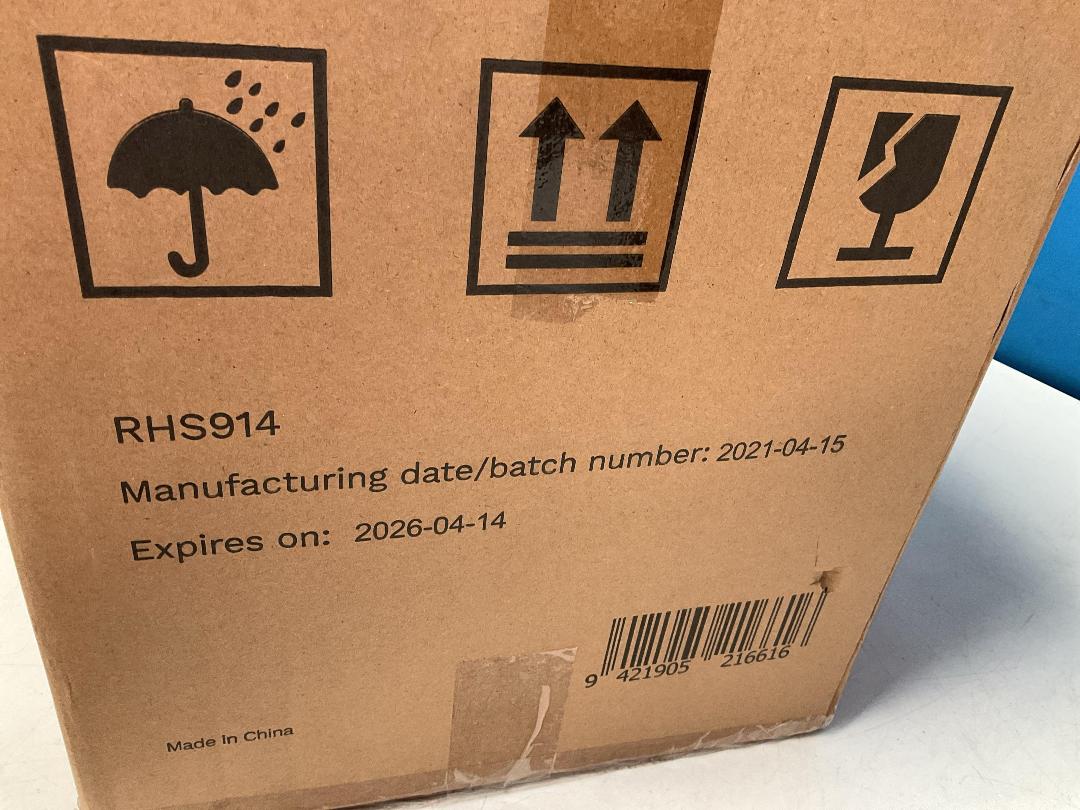 RHS914
Manufacturing date/batch number: 2021-04-15
Expires on: 2026-04-14
9 421905 216616
Made In China